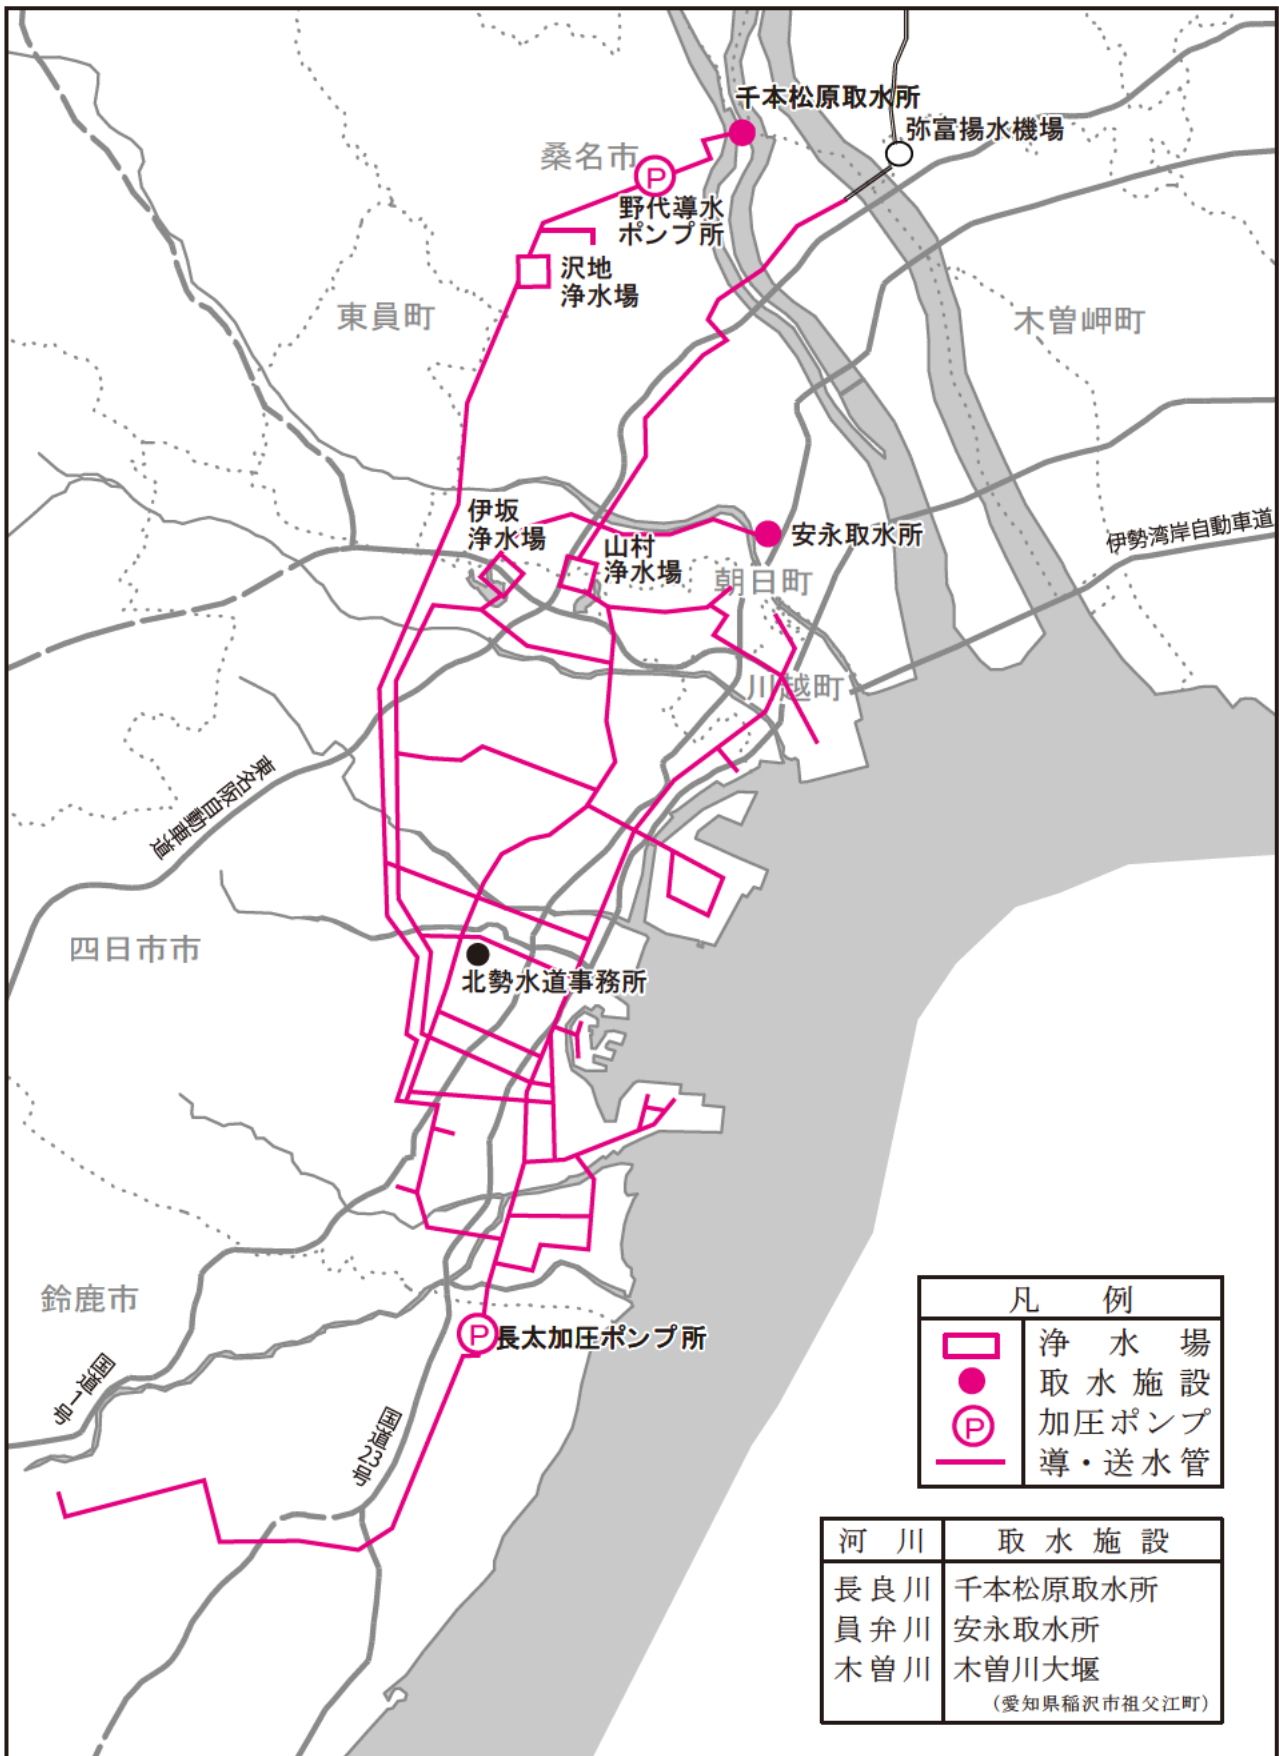 千本松原取水所
弥富揚水機場
桑名市
P
野代導水
ポンプ所
沢地
浄水場
東員町
木曽岬町
伊坂
浄水場
山村
浄水場
安永取水所
伊勢湾岸自動車道
朝日町
川越町
東名阪自動車道
四日市市
北勢水道事務所
鈴鹿市
P
長太加圧ポンプ所
国道1号
国道23号
凡 例
浄 水 場
取 水 施 設
P 加圧ポンプ
導・送水管
河 川 取 水 施 設
長良川 千本松原取水所
員弁川 安永取水所
木曽川 木曽川大堰
(愛知県稲沢市祖父江町)